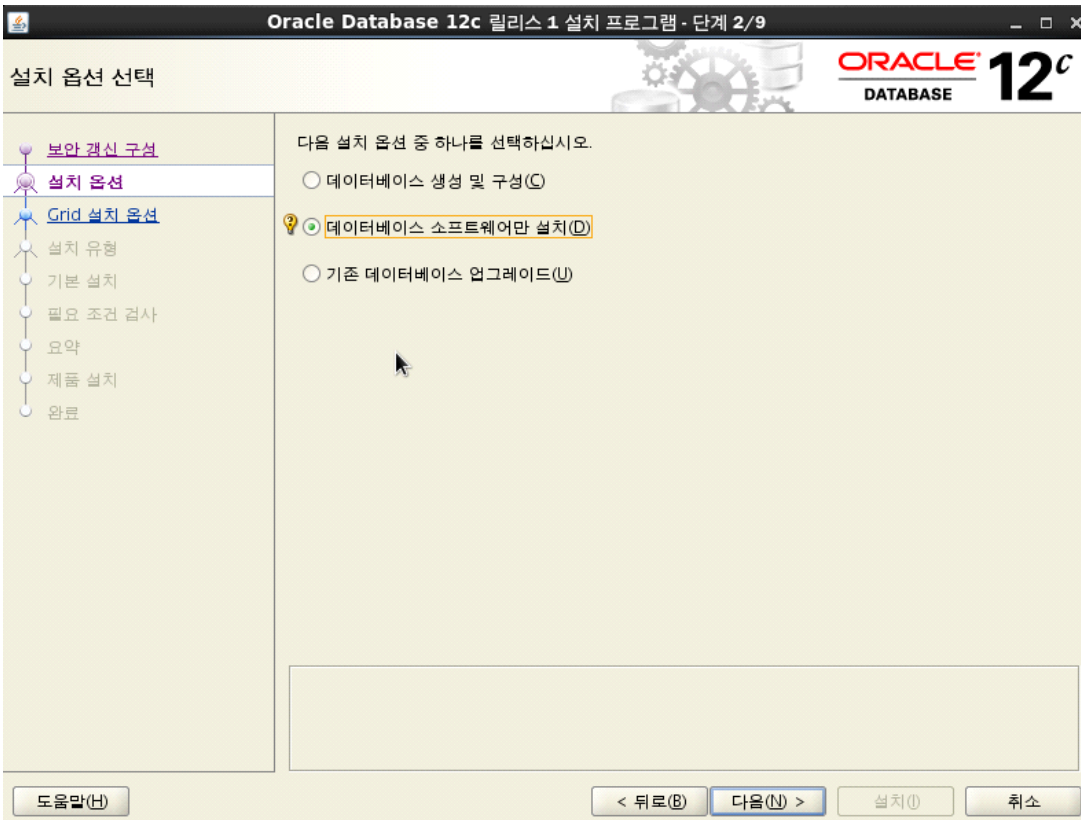 Oracle Database 12c 릴리스 1 설치 프로그램 - 단계 2/9
설치 옵션 선택
ORACLE
DATABASE
12c
보안 갱신 구성
설치 옵션
Grid 설치 옵션
설치 유형
기본 설치
필요 조건 검사
요약
제품 설치
완료
다음 설치 옵션 중 하나를 선택하십시오.
데이터베이스 생성 및 구성(C)
데이터베이스 소프트웨어만 설치(D)
기존 데이터베이스 업그레이드(U)
도움말(H)
< 뒤로(B)
다음(N) >
설치(I)
취소